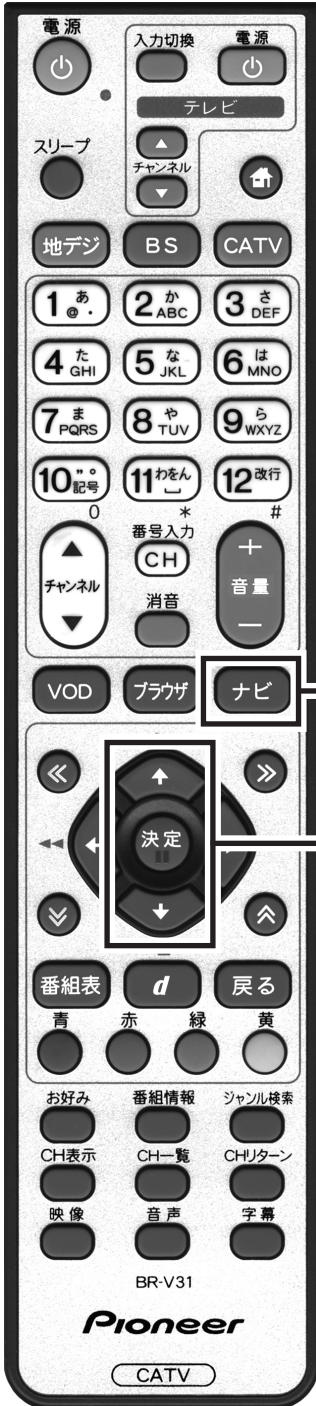 電源 入力切換 電源
テレビ
スリープ チャンネル
地デジ BS CATV
1 あ @. 2 か ABC 3 さ DEF
4 た GHI 5 な JKL 6 は MNO
7 ま PQRS 8 や TUV 9 ら WXYZ
10 ゛゜ 記号 11 わをん 12 改行
0 * #
番号入力
CH
チャンネル + 音量 −
消音
VOD ブラウザ ナビ
決定
番組表 d 戻る
青 赤 緑 黄
お好み 番組情報 ジャンル検索
CH表示 CH一覧 CHリターン
映像 音声 字幕
BR-V31
Pioneer
CATV